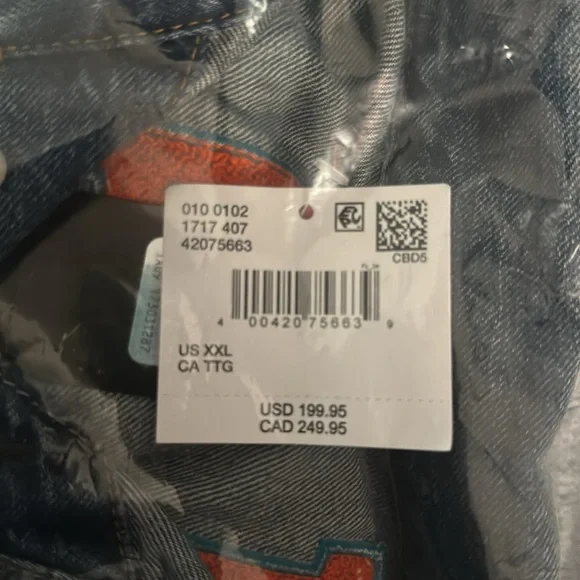 010 0102
1717 407
42075663
CBD5
4 00420 75663 9
US XXL
CA TTG
USD 199.95
CAD 249.95